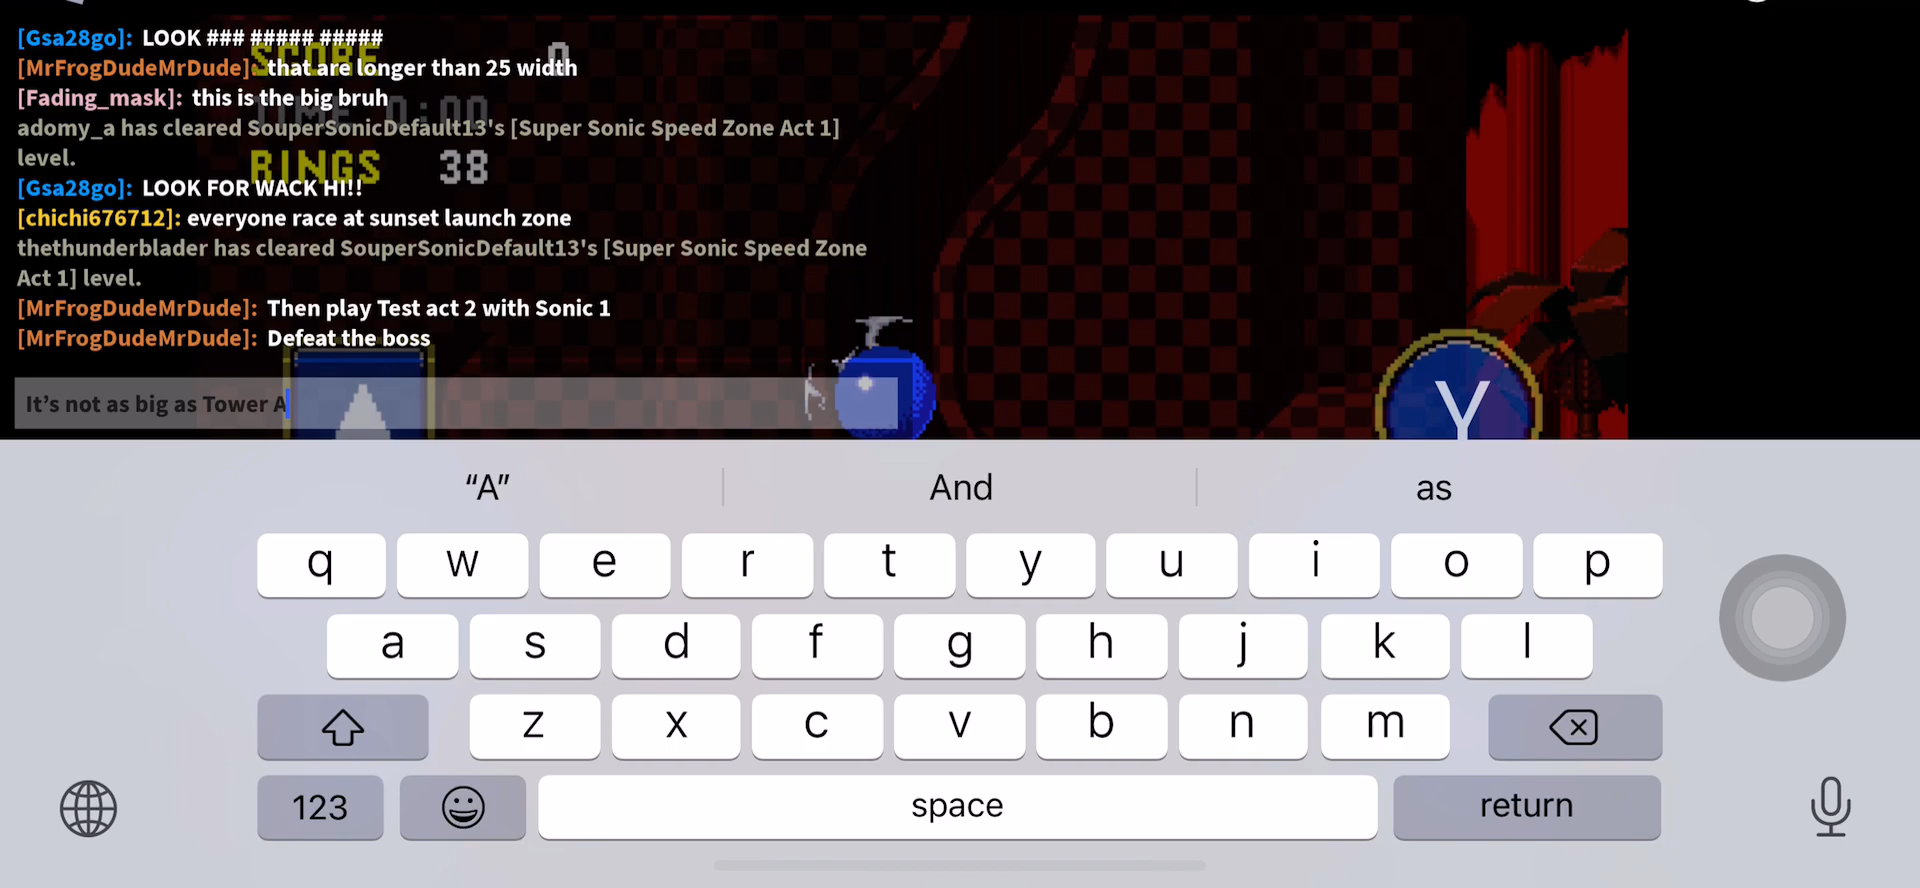 [Gsa28go]: LOOK ### ##### #####
SCORE 0
[MrFrogDudeMrDude]: that are longer than 25 width
[Fading_mask]: this is the big bruh
TIME 0:00
adomy_a has cleared SouperSonicDefault13's [Super Sonic Speed Zone Act 1]
level.
RINGS 38
[Gsa28go]: LOOK FOR WACK HI!!
[chichi676712]: everyone race at sunset launch zone
thethunderblader has cleared SouperSonicDefault13's [Super Sonic Speed Zone
Act 1] level.
[MrFrogDudeMrDude]: Then play Test act 2 with Sonic 1
[MrFrogDudeMrDude]: Defeat the boss
It’s not as big as Tower A
Y
“A” And as
q w e r t y u i o p
a s d f g h j k l
z x c v b n m
123 space return